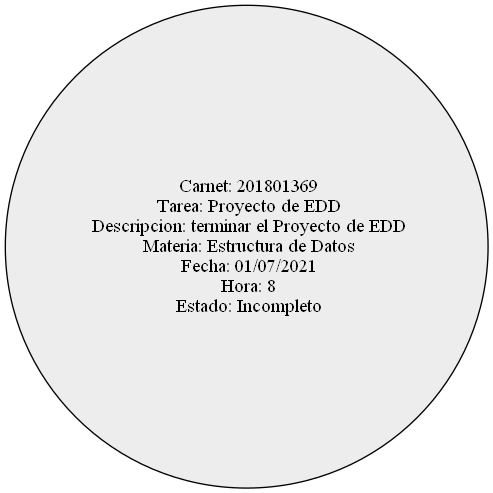 Carnet: 201801369
Tarea: Proyecto de EDD
Descripcion: terminar el Proyecto de EDD
Materia: Estructura de Datos
Fecha: 01/07/2021
Hora: 8
Estado: Incompleto